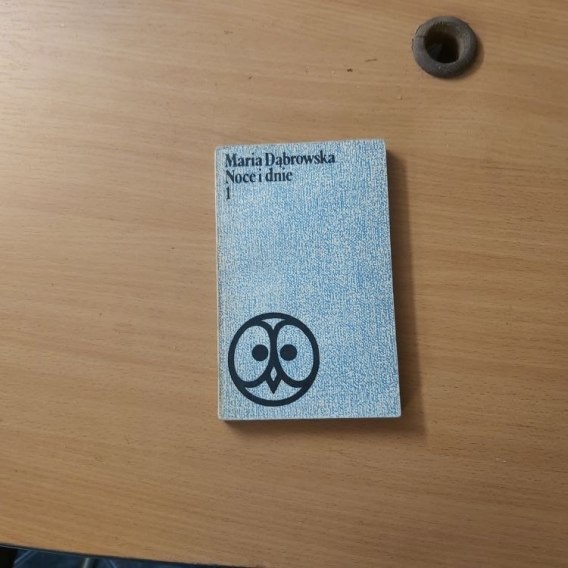 Maria Dąbrowska
Noce i dnie
1